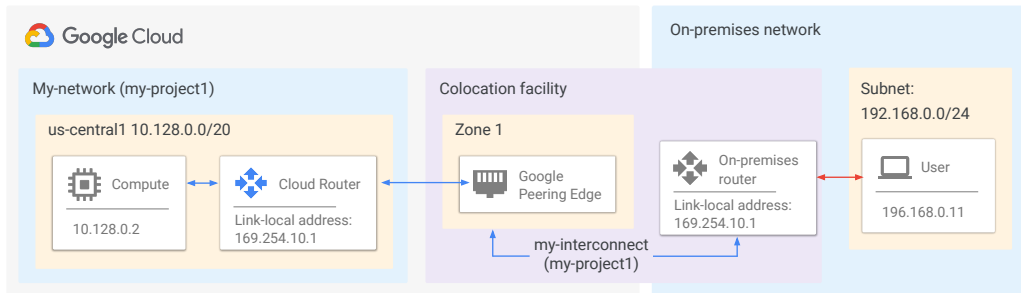 Google Cloud
On-premises network
My-network (my-project1)
Colocation facility
Subnet:
192.168.0.0/24
us-central1 10.128.0.0/20
Zone 1
Compute
10.128.0.2
Cloud Router
Link-local address:
169.254.10.1
Google
Peering Edge
On-premises
router
Link-local address:
169.254.10.1
User
196.168.0.11
my-interconnect
(my-project1)